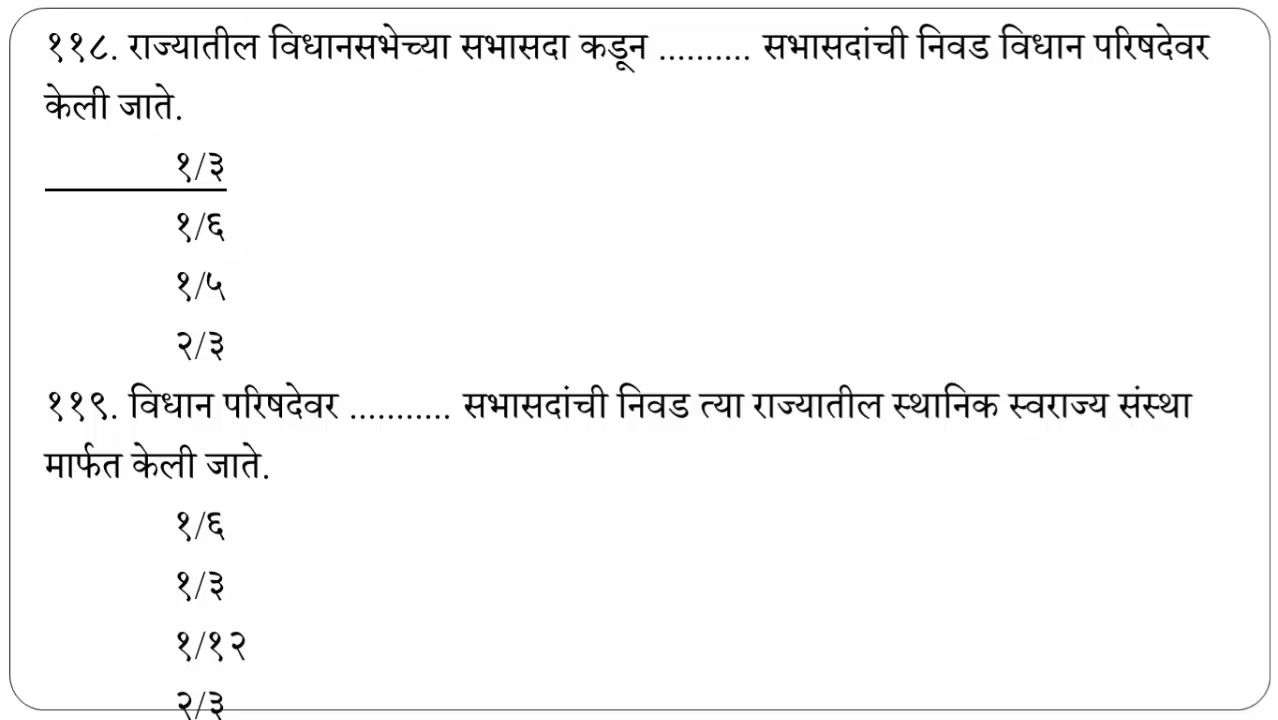 ११८. राज्यातील विधानसभेच्या सभासदा कडून .......... सभासदांची निवड विधान परिषदेवर
केली जाते.
१/३
१/६
१/५
२/३
११९. विधान परिषदेवर ........... सभासदांची निवड त्या राज्यातील स्थानिक स्वराज्य संस्था
मार्फत केली जाते.
१/६
१/३
१/१२
२/३